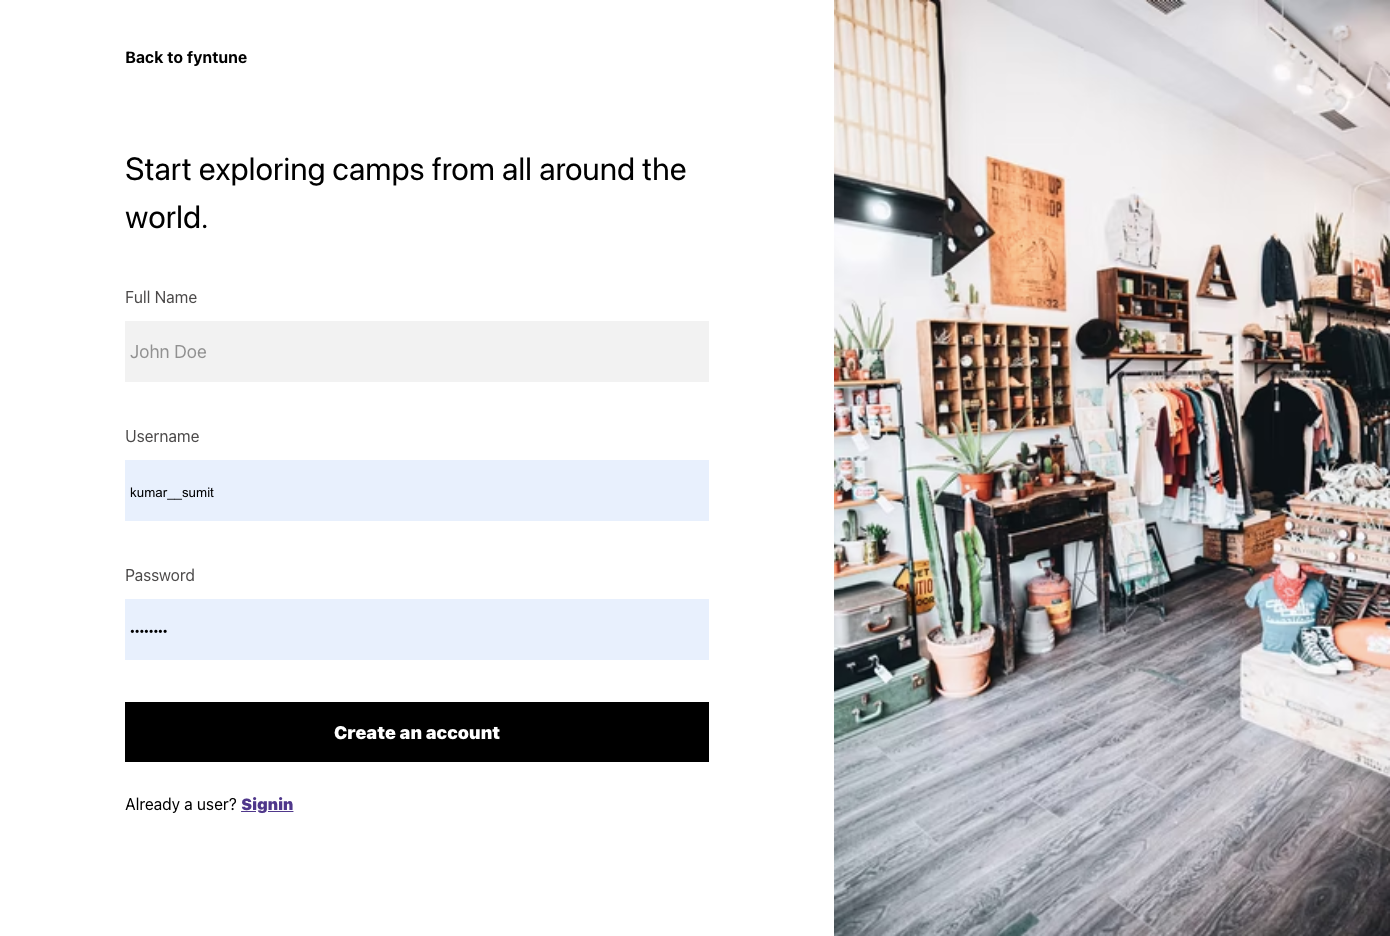 Back to fyntune
Start exploring camps from all around the
world.
Full Name
John Doe
Username
kumar__sumit
Password
••••••••
Create an account
Already a user? Signin